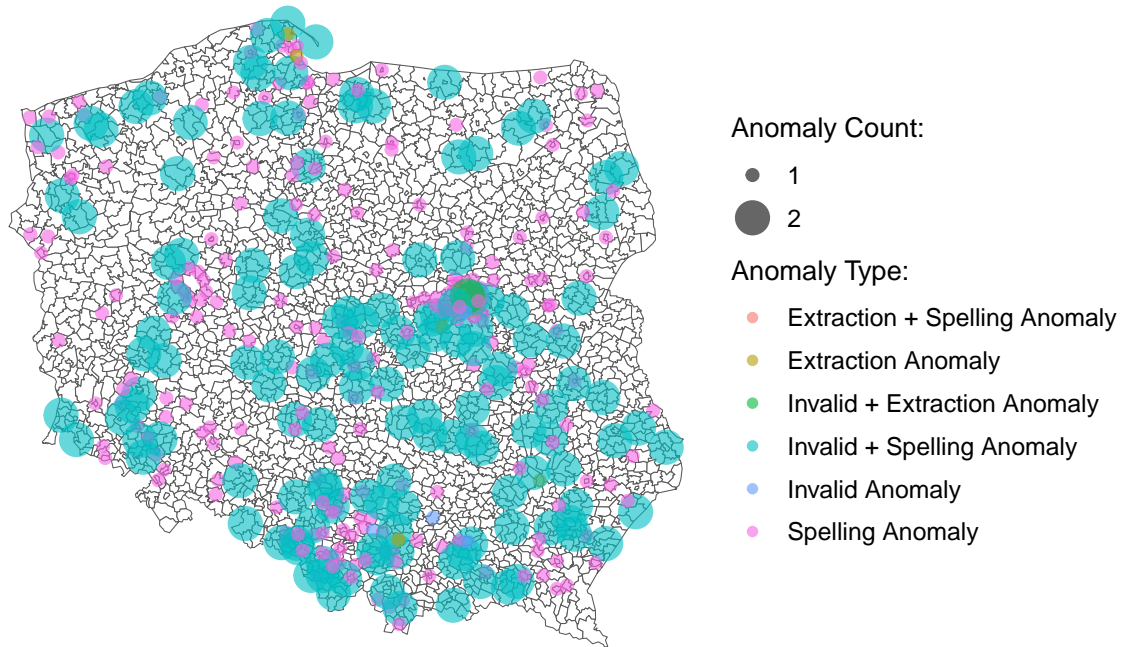 Anomaly Count:
1
2
Anomaly Type:
Extraction + Spelling Anomaly
Extraction Anomaly
Invalid + Extraction Anomaly
Invalid + Spelling Anomaly
Invalid Anomaly
Spelling Anomaly